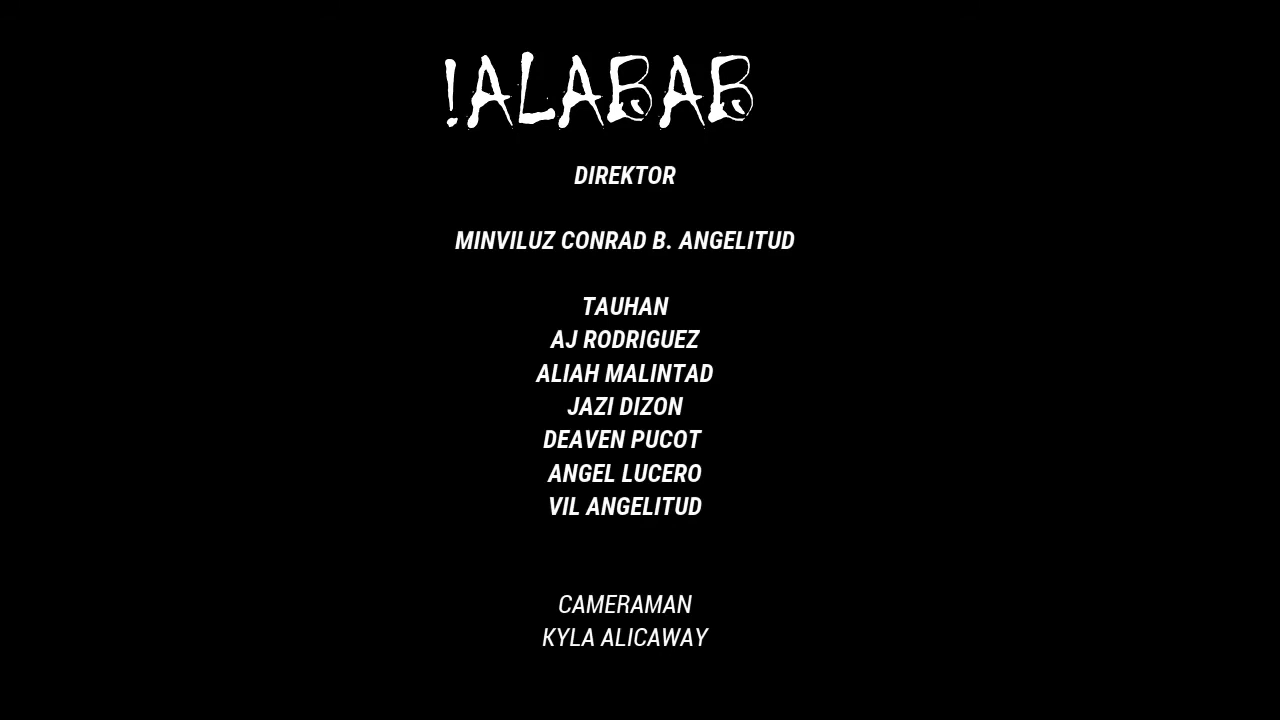 !ALABAB
DIREKTOR
MINVILUZ CONRAD B. ANGELITUD
TAUHAN
AJ RODRIGUEZ
ALIAH MALINTAD
JAZI DIZON
DEAVEN PUCOT
ANGEL LUCERO
VIL ANGELITUD
CAMERAMAN
KYLA ALICAWAY